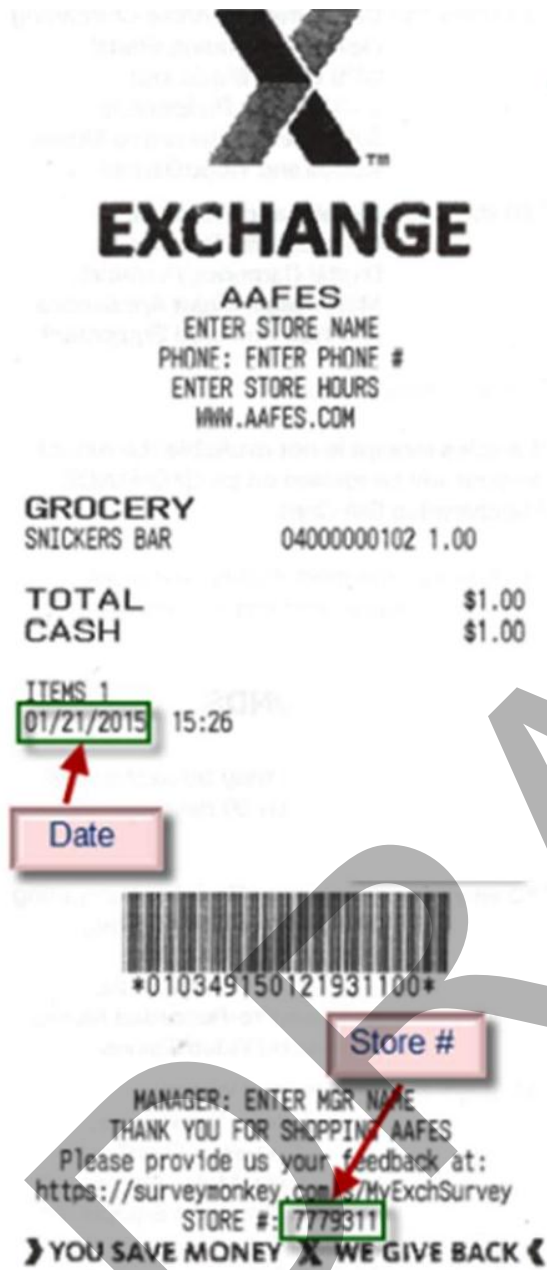 TM
EXCHANGE
AAFES
ENTER STORE NAME
PHONE: ENTER PHONE #
ENTER STORE HOURS
WWW.AAFES.COM
GROCERY
SNICKERS BAR 04000000102 1.00
TOTAL $1.00
CASH $1.00
ITEMS 1
01/21/2015 15:26
Date
*010349150121931100*
Store #
MANAGER: ENTER MGR NAME
THANK YOU FOR SHOPPING AAFES
Please provide us your feedback at:
https://surveymonkey.com/s/MyExchSurvey
STORE #: 7779311
YOU SAVE MONEY X WE GIVE BACK